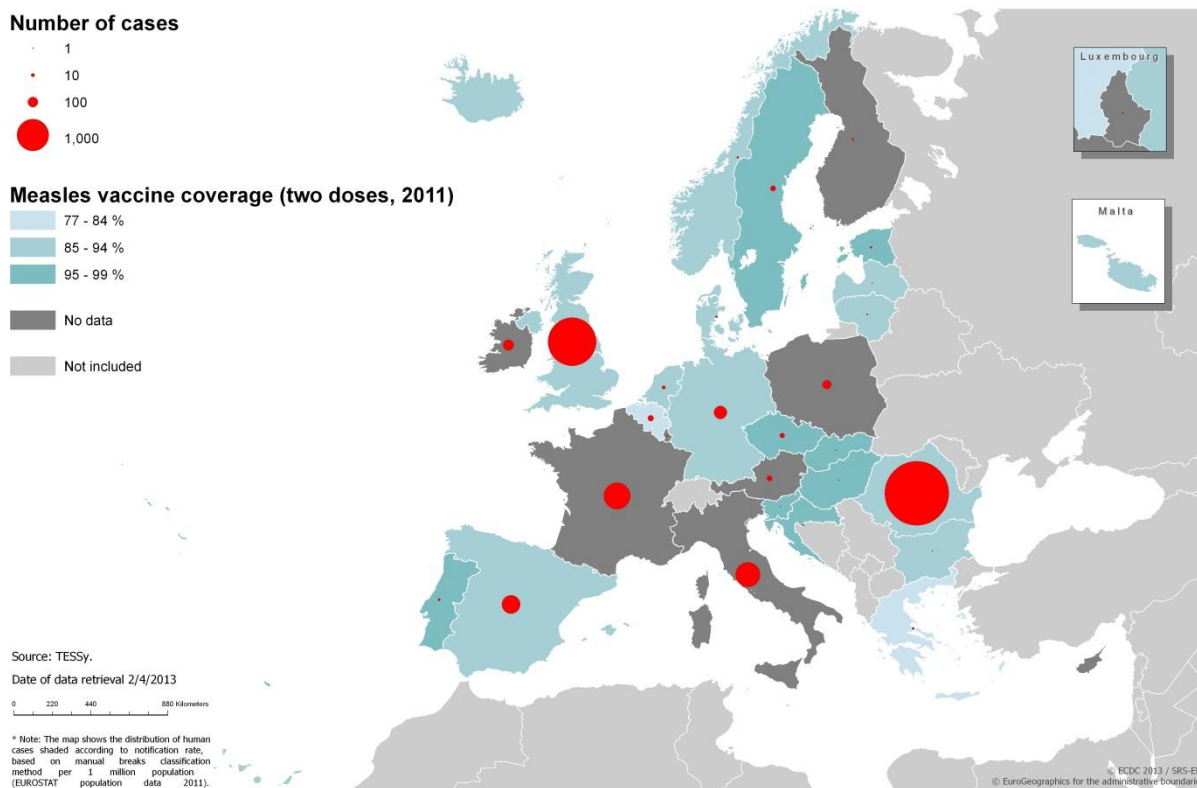 Number of cases
1
10
100
1,000
Measles vaccine coverage (two doses, 2011)
77 - 84 %
85 - 94 %
95 - 99 %
No data
Not included
Luxembourg
Malta
Source: TESSy.
Date of data retrieval 2/4/2013
0 220 440 880 Kilometers
* Note: The map shows the distribution of human
cases shaded according to notification rate,
based on manual breaks classification
method per 1 million population
(EUROSTAT population data 2011).
© ECDC 2013 / SRS-
© EuroGeographics for the administrative